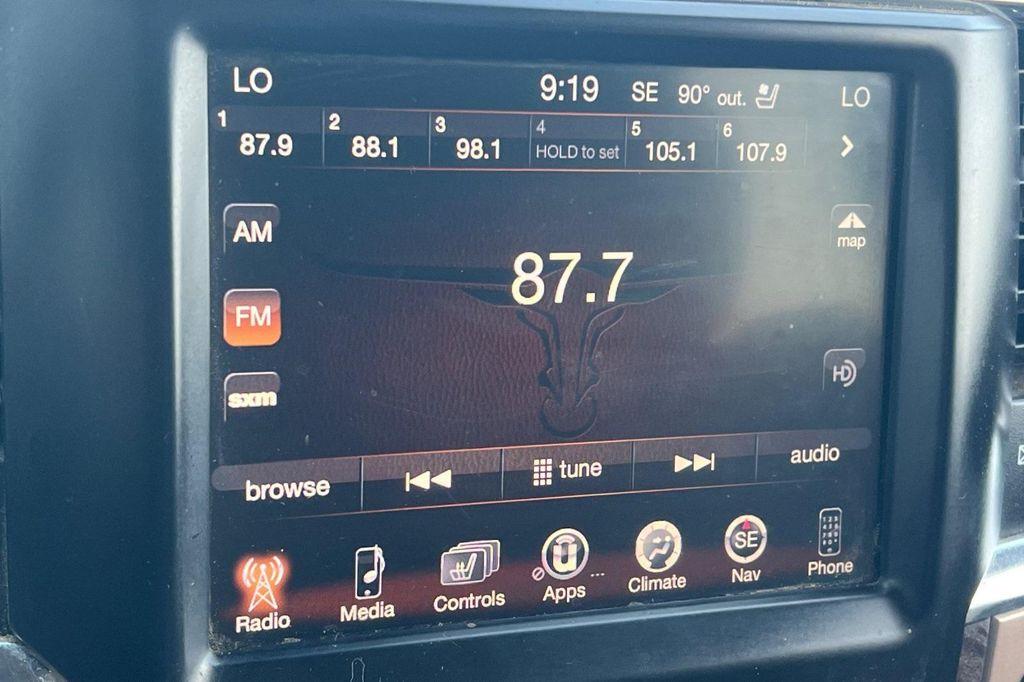 LO 9:19 SE 90° out. LO
1 87.9 2 88.1 3 98.1 4 HOLD to set 5 105.1 6 107.9
AM
map
87.7
FM
HD
sxm
browse tune audio
Radio Media Controls Apps Climate SE Nav Phone